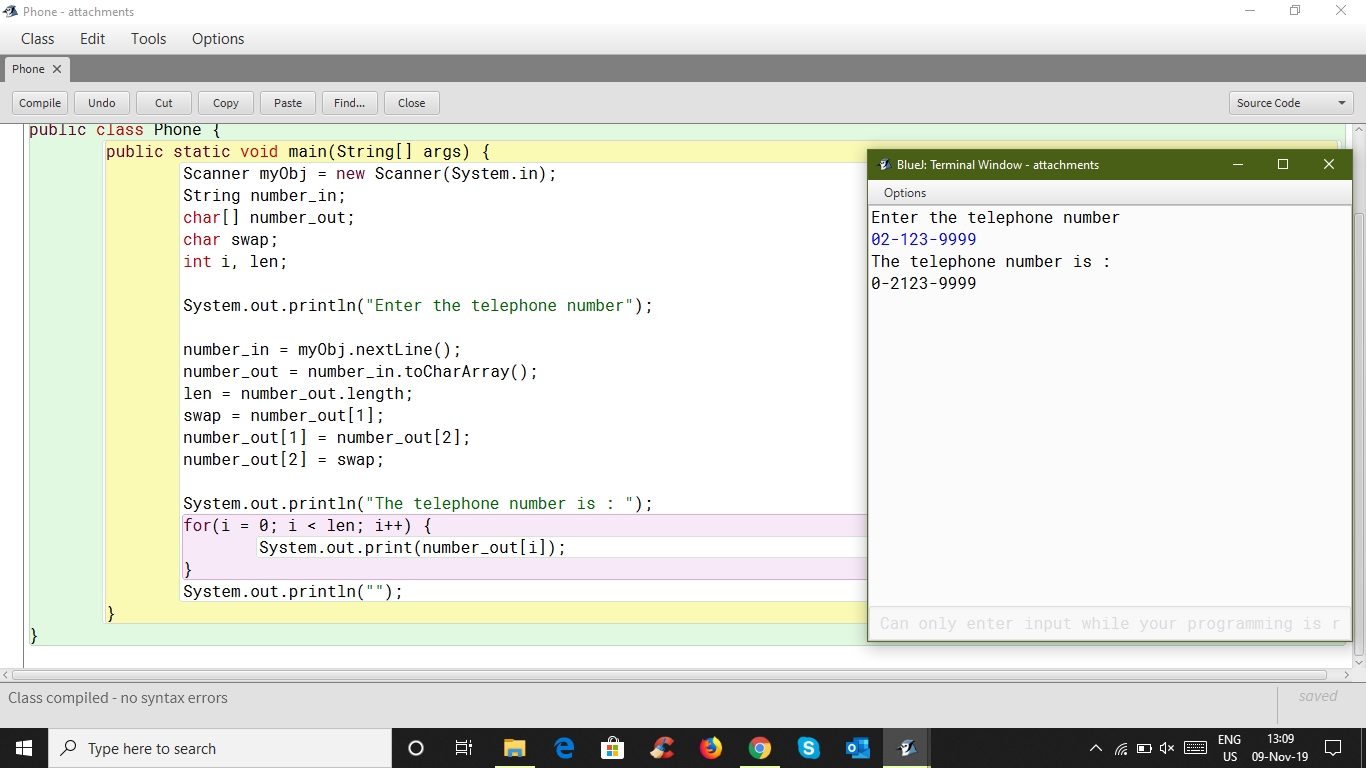 Phone - attachments
Class Edit Tools Options
Phone ×
Compile Undo Cut Copy Paste Find... Close Source Code
public class Phone {
public static void main(String[] args) {
Scanner myObj = new Scanner(System.in);
String number_in;
char[] number_out;
char swap;
int i, len;
System.out.println("Enter the telephone number");
number_in = myObj.nextLine();
number_out = number_in.toCharArray();
len = number_out.length;
swap = number_out[1];
number_out[1] = number_out[2];
number_out[2] = swap;
System.out.println("The telephone number is : ");
for(i = 0; i < len; i++) {
System.out.print(number_out[i]);
}
System.out.println("");
}
}
BlueJ: Terminal Window - attachments
Options
Enter the telephone number
02-123-9999
The telephone number is :
0-2123-9999
Can only enter input while your programming is r
Class compiled - no syntax errors
saved
Type here to search
ENG
US
13:09
09-Nov-19